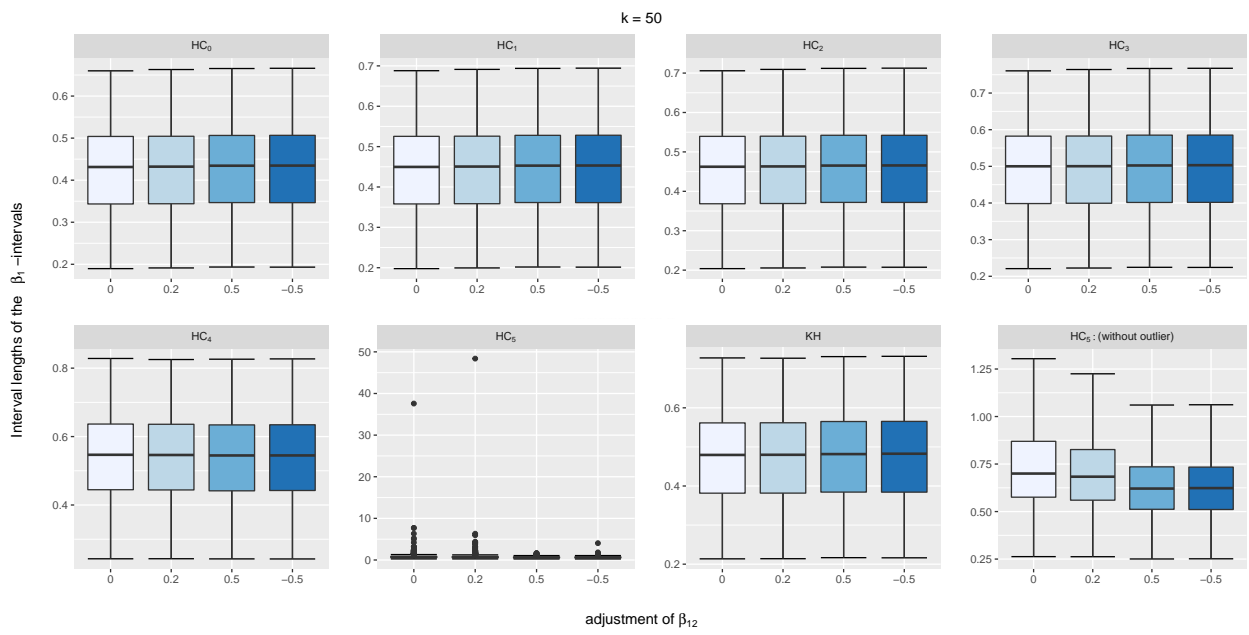 k = 50
HC₀
HC₁
HC₂
HC₃
0.6
0.5
0.4
0.3
0.2
0.7
0.6
0.5
0.4
0.3
0.2
0.7
0.6
0.5
0.4
0.3
0.2
0.7
0.6
0.5
0.4
0.3
0.2
0 0.2 0.5 −0.5
0 0.2 0.5 −0.5
0 0.2 0.5 −0.5
0 0.2 0.5 −0.5
Interval lengths of the β₁ −intervals
HC₄
HC₅
KH
HC₅ : (without outlier)
0.8
0.6
0.4
50
40
30
20
10
0
0.6
0.4
0.2
1.25
1.00
0.75
0.50
0.25
0 0.2 0.5 −0.5
0 0.2 0.5 −0.5
0 0.2 0.5 −0.5
0 0.2 0.5 −0.5
adjustment of β₁₂